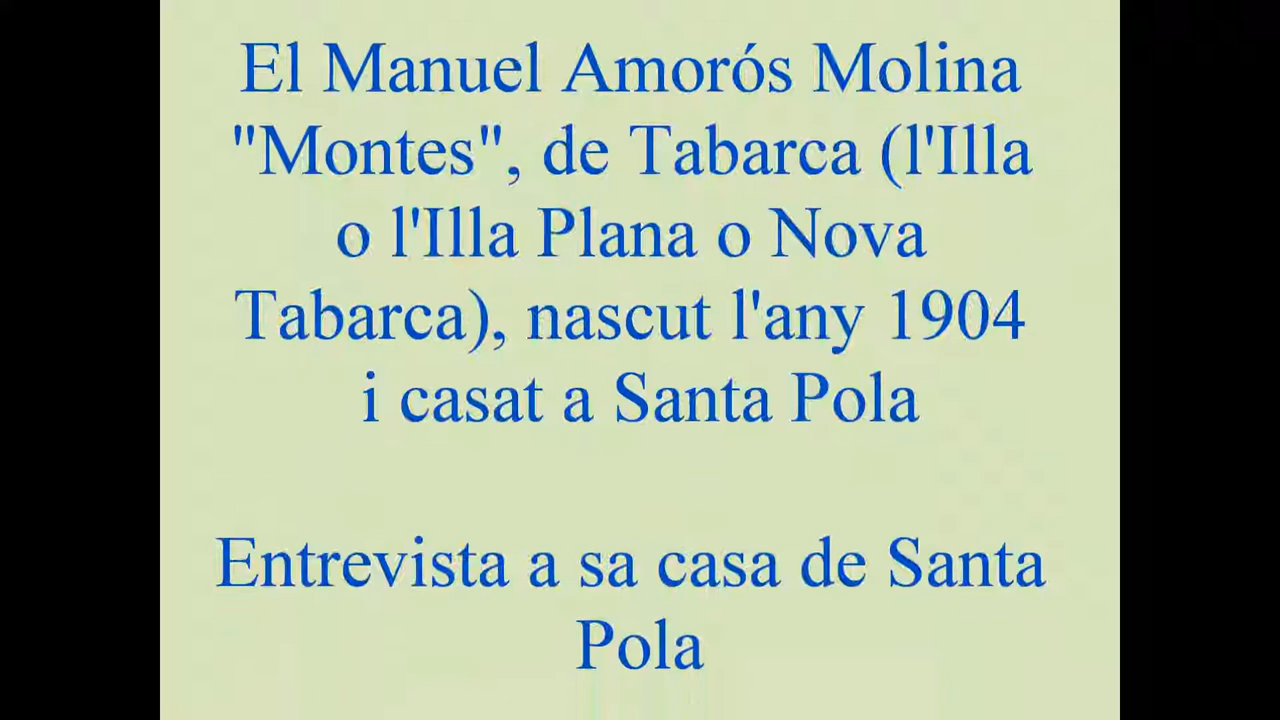 El Manuel Amorós Molina
"Montes", de Tabarca (l'Illa
o l'Illa Plana o Nova
Tabarca), nascut l'any 1904
i casat a Santa Pola
Entrevista a sa casa de Santa
Pola